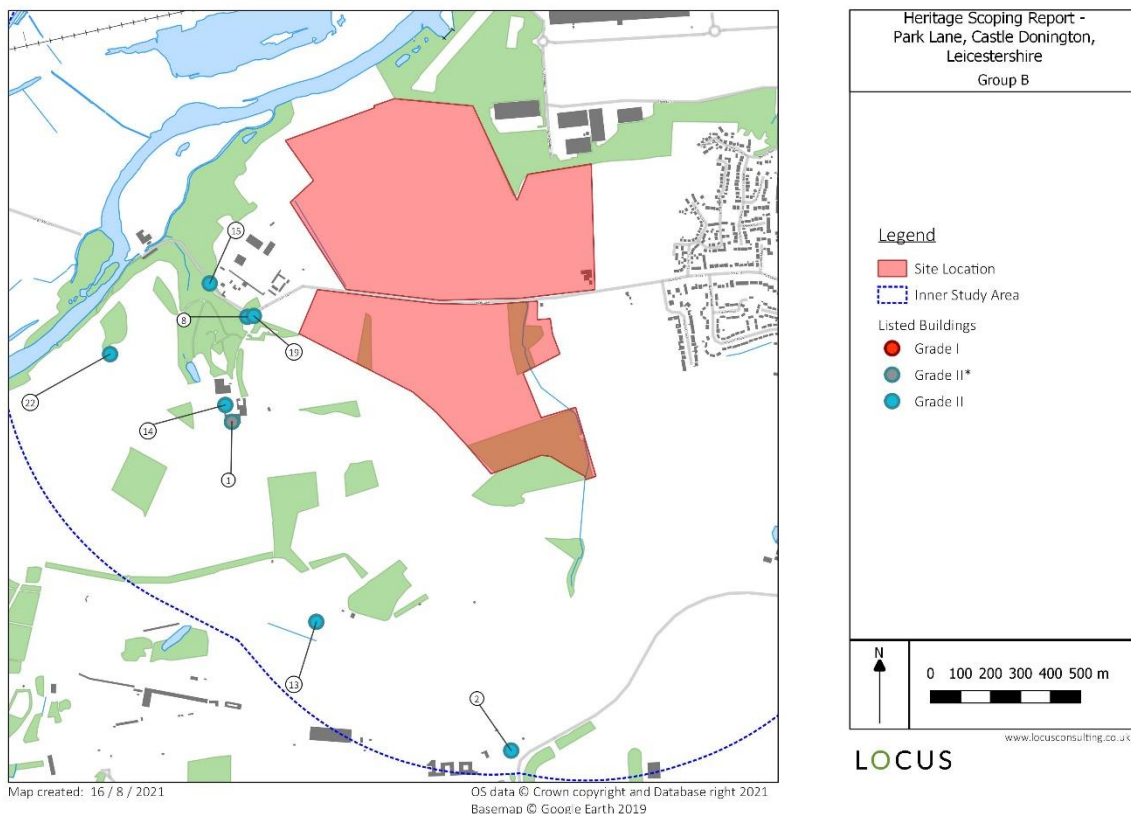 Heritage Scoping Report -
Park Lane, Castle Donington,
Leicestershire
Group B
Legend
Site Location
Inner Study Area
Listed Buildings
Grade I
Grade II*
Grade II
15
8
19
22
14
1
13
2
N
0 100 200 300 400 500 m
www.locusconsulting.co.uk
LOCUS
Map created: 16 / 8 / 2021
OS data © Crown copyright and Database right 2021
Basemap © Google Earth 2019